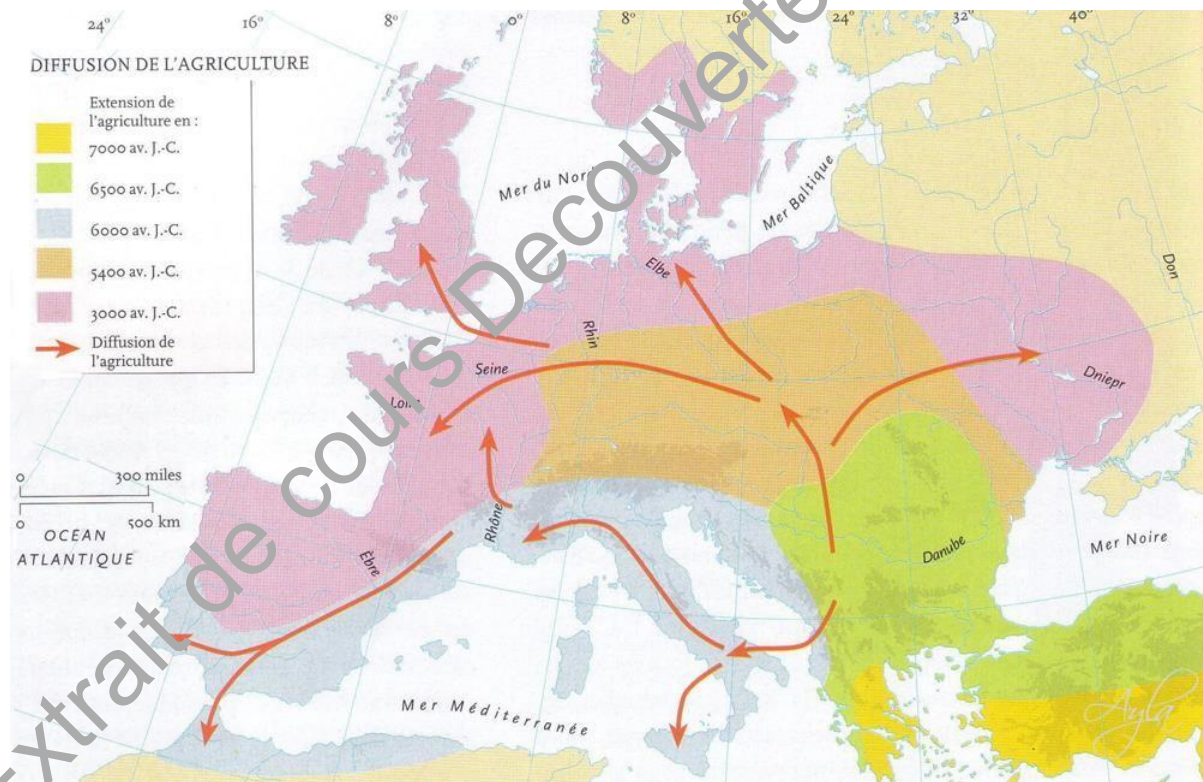 24°
16°
8°
0°
8°
16°
24°
32°
40°
DIFFUSION DE L'AGRICULTURE
Extension de
l'agriculture en :
7000 av. J.-C.
6500 av. J.-C.
6000 av. J.-C.
5400 av. J.-C.
3000 av. J.-C.
Diffusion de
l'agriculture
Mer du Nord
Mer Baltique
Elbe
Rhin
Seine
Loire
Don
Dniepr
0 300 miles
0 500 km
OCÉAN
ATLANTIQUE
Èbre
Rhône
Danube
Mer Noire
Mer Méditerranée
Ayla
Extrait de cours Decouverte